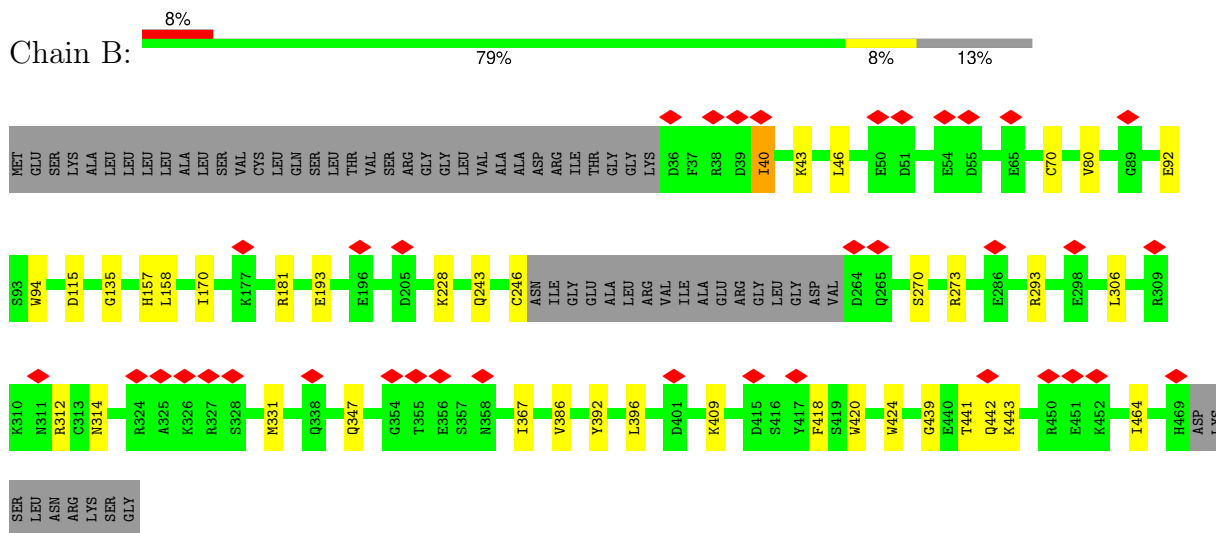 8%
Chain B:
79% 8% 13%
MET GLU SER LYS ALA LEU LEU LEU LEU ALA LEU SER VAL CYS LEU GLN SER LEU THR VAL SER ARG GLY GLY LEU VAL ALA ALA ASP ARG ILE THR GLY GLY LYS D36 F37 R38 D39 I40 K43 L46 E50 D51 E54 D55 E65 C70 V80 G89 E92
S93 W94 D115 G135 H157 L158 I170 K177 R181 E193 E196 D205 K228 Q243 C246 ASN ILE GLY GLU ALA LEU ARG VAL ILE ALA GLU ARG GLY LEU GLY ASP VAL D264 Q265 S270 R273 E286 R293 E298 L306 R309
K310 N311 R312 C313 N314 R324 A325 K326 R327 S328 M331 Q338 Q347 G354 T355 E356 S357 N358 I367 V386 Y392 L396 D401 K409 D415 S416 Y417 F418 S419 W420 W424 G439 E440 T441 Q442 K443 R450 E451 K452 I464 H469 ASP LYS
SER LEU ASN ARG LYS SER GLY